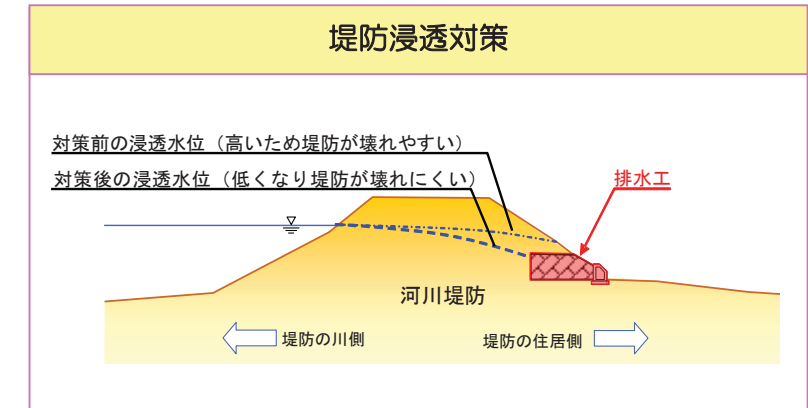 堤防浸透対策
対策前の浸透水位（高いため堤防が壊れやすい）
対策後の浸透水位（低くなり堤防が壊れにくい）
排水工
河川堤防
堤防の川側
堤防の住居側